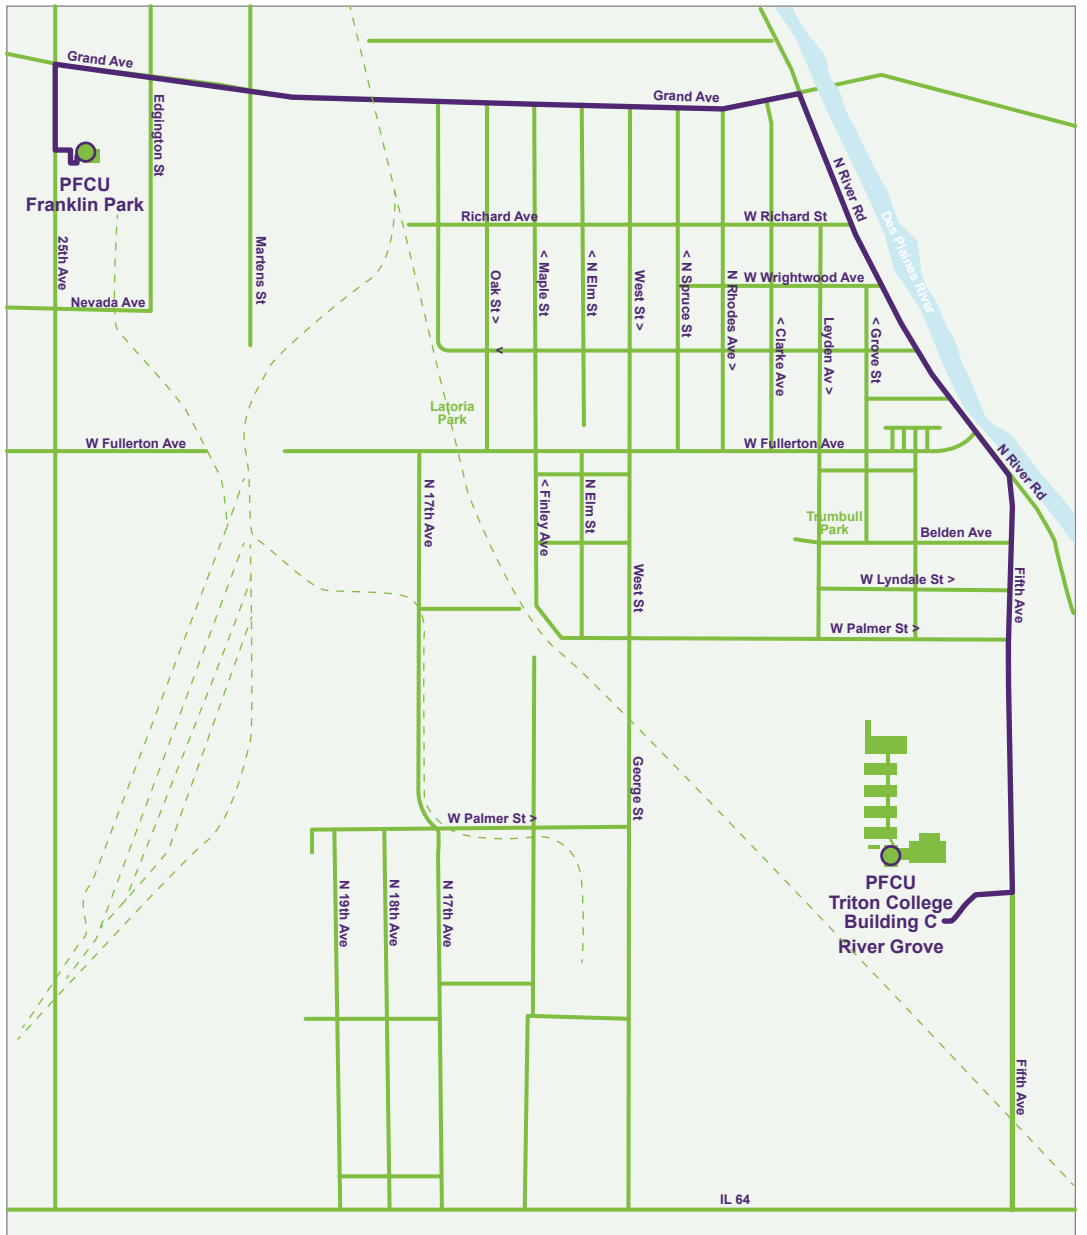 Grand Ave
Grand Ave
Edgington St
PFCU
Franklin Park
N River Rd
Des Plaines River
Richard Ave
W Richard St
25th Ave
Martens St
Nevada Ave
Oak St >
< Maple St
< N Elm St
West St >
< N Spruce St
W Wrightwood Ave
N Rhodes Ave >
< Clarke Ave
Leyden Av >
< Grove St
<
Latoria
Park
W Fullerton Ave
W Fullerton Ave
N River Rd
N 17th Ave
< Finley Ave
N Elm St
Trumbull
Park
Belden Ave
West St
W Lyndale St >
Fifth Ave
W Palmer St >
George St
W Palmer St >
N 19th Ave
N 18th Ave
N 17th Ave
PFCU
Triton College
Building C
River Grove
Fifth Ave
IL 64